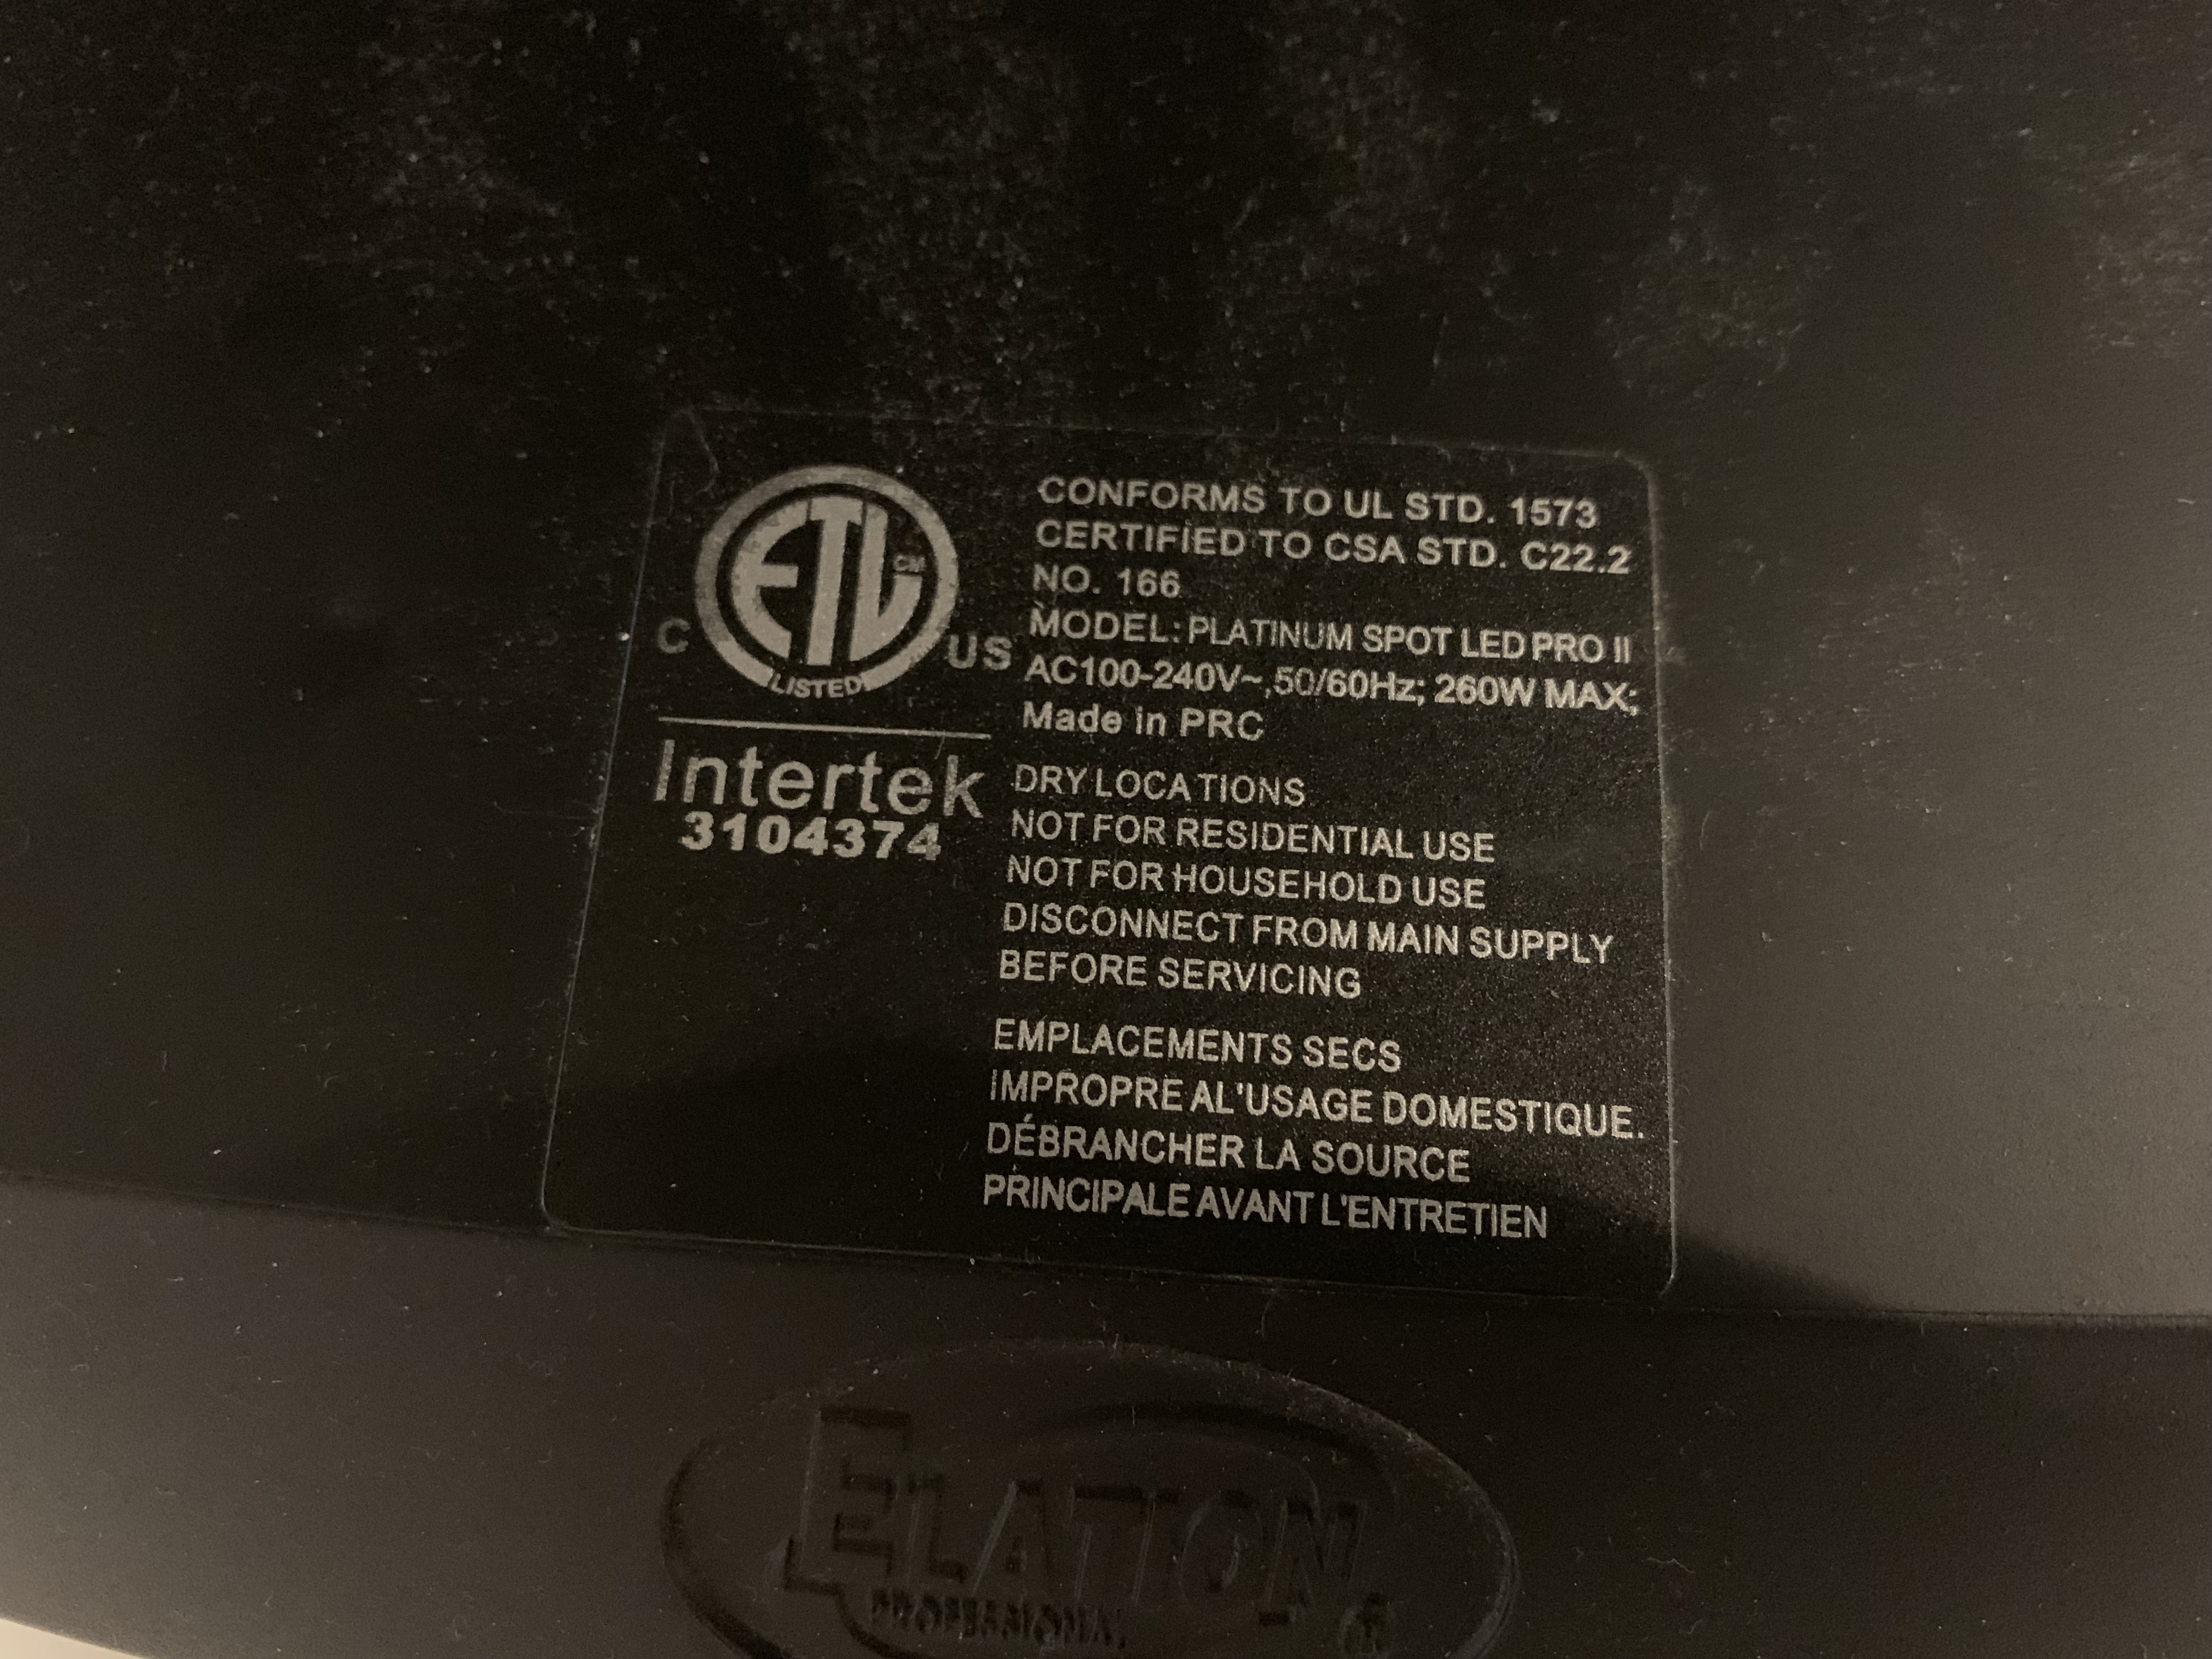 ETL CM
C US
LISTED
Intertek
3104374
CONFORMS TO UL STD. 1573
CERTIFIED TO CSA STD. C22.2
NO. 166
MODEL: PLATINUM SPOT LED PRO II
AC100-240V~,50/60Hz; 260W MAX;
Made in PRC
DRY LOCATIONS
NOT FOR RESIDENTIAL USE
NOT FOR HOUSEHOLD USE
DISCONNECT FROM MAIN SUPPLY
BEFORE SERVICING
EMPLACEMENTS SECS
IMPROPRE AL'USAGE DOMESTIQUE.
DÉBRANCHER LA SOURCE
PRINCIPALE AVANT L'ENTRETIEN
ELATION
PROFESSIONAL ®